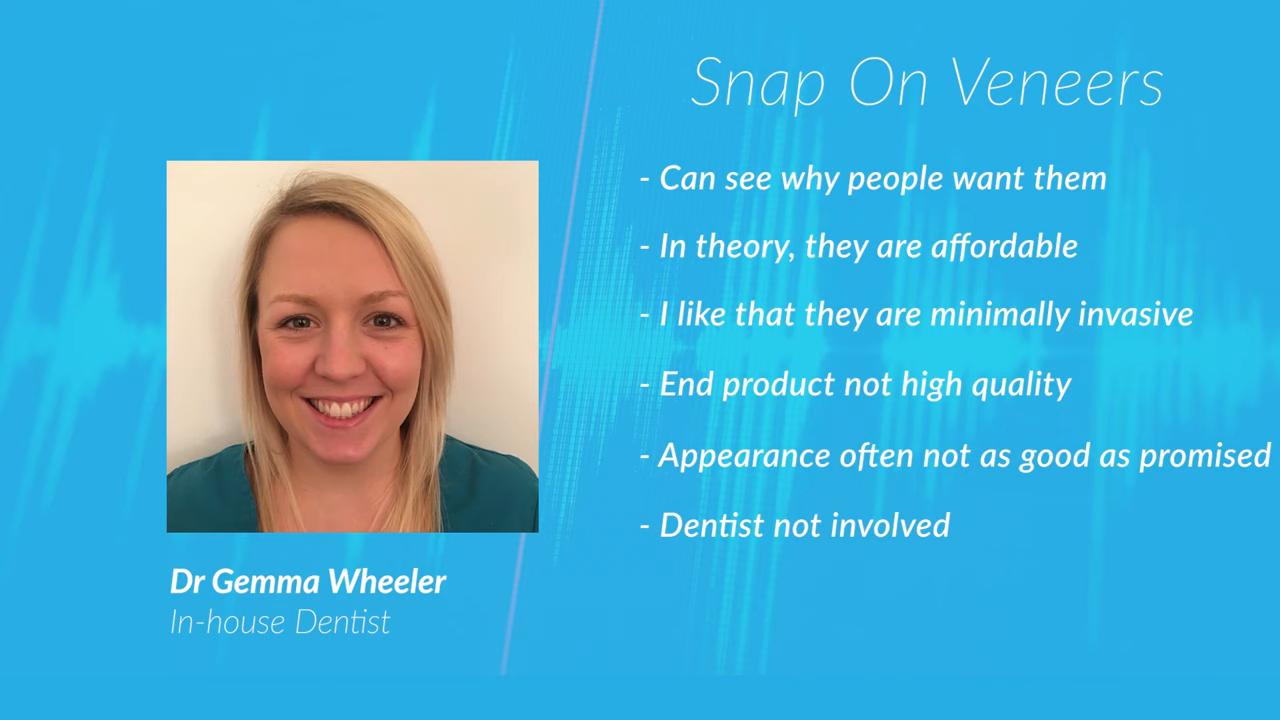 Snap On Veneers
- Can see why people want them
- In theory, they are affordable
- I like that they are minimally invasive
- End product not high quality
- Appearance often not as good as promised
- Dentist not involved
Dr Gemma Wheeler
In-house Dentist